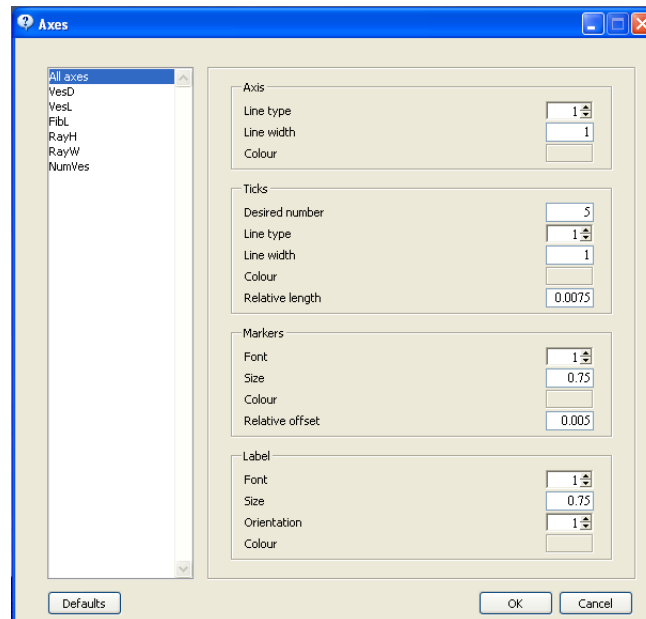 Axes
All axes
VesD
VesL
FibL
RayH
RayW
NumVes
Axis
Line type 1
Line width 1
Colour
Ticks
Desired number 5
Line type 1
Line width 1
Colour
Relative length 0.0075
Markers
Font 1
Size 0.75
Colour
Relative offset 0.005
Label
Font 1
Size 0.75
Orientation 1
Colour
Defaults OK Cancel